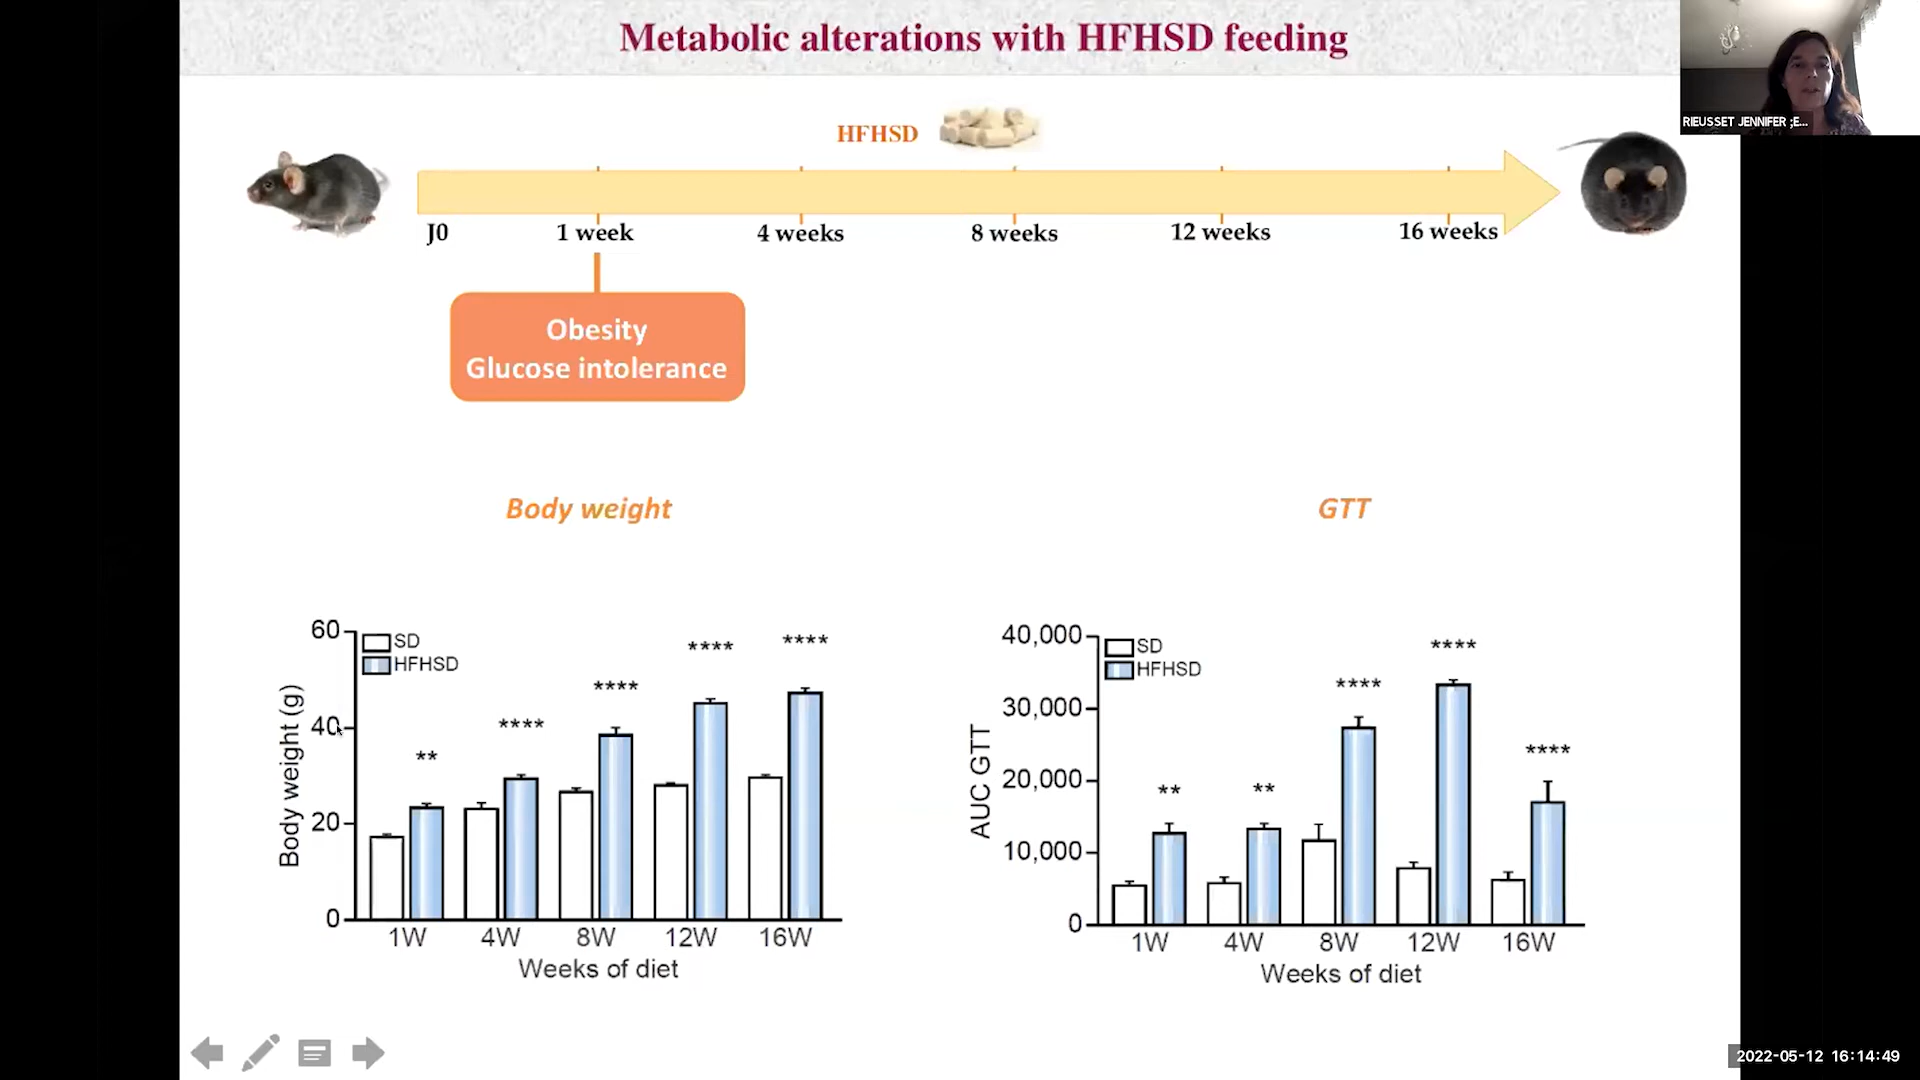 Metabolic alterations with HFHSD feeding
RIEUSSET JENNIFER ;E...
HFHSD
J0
1 week
4 weeks
8 weeks
12 weeks
16 weeks
Obesity
Glucose intolerance
Body weight
GTT
60
40
20
0
Body weight (g)
SD
HFHSD
**
****
****
****
****
1W
4W
8W
12W
16W
Weeks of diet
40,000
30,000
20,000
10,000
0
AUC GTT
SD
HFHSD
**
**
****
****
****
1W
4W
8W
12W
16W
Weeks of diet
2022-05-12 16:14:49